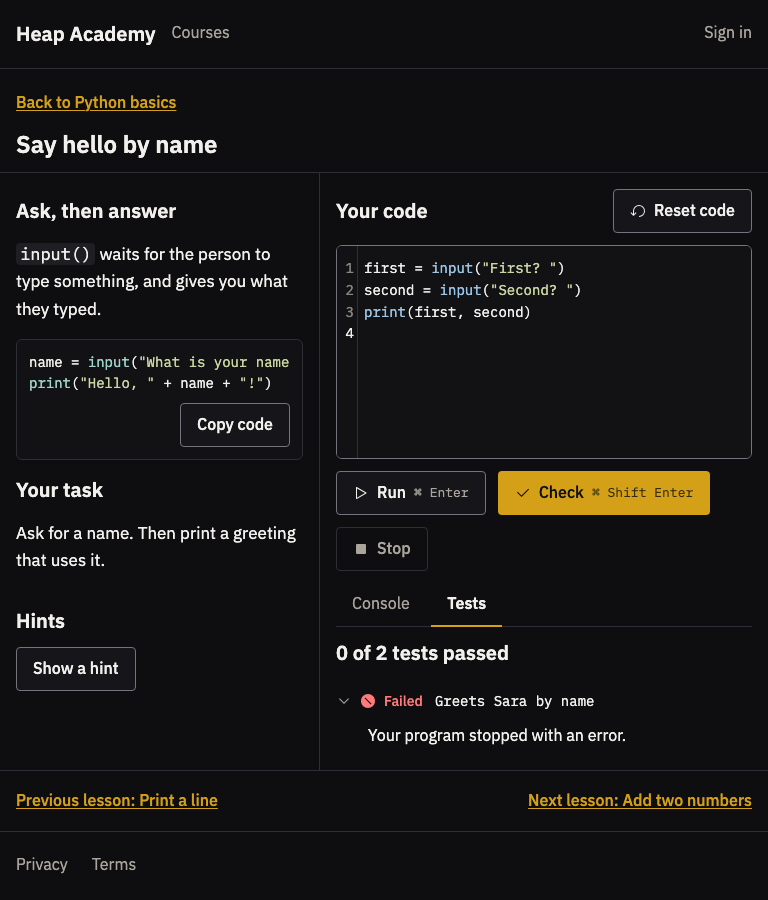 Heap Academy Courses Sign in
Back to Python basics
Say hello by name
Ask, then answer
input() waits for the person to
type something, and gives you what
they typed.
name = input("What is your name
print("Hello, " + name + "!")
Copy code
Your task
Ask for a name. Then print a greeting
that uses it.
Hints
Show a hint
Your code
Reset code
1 first = input("First? ")
2 second = input("Second? ")
3 print(first, second)
4
Run ⌘ Enter
Check ⌘ Shift Enter
Stop
Console Tests
0 of 2 tests passed
Failed Greets Sara by name
Your program stopped with an error.
Previous lesson: Print a line
Next lesson: Add two numbers
Privacy Terms